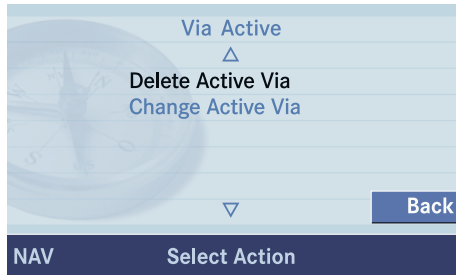 Via Active
Delete Active Via
Change Active Via
Back
NAV Select Action